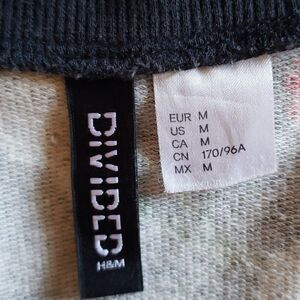 DIVIDED
H&M
EUR M
US M
CA M
CN 170/96A
MX M